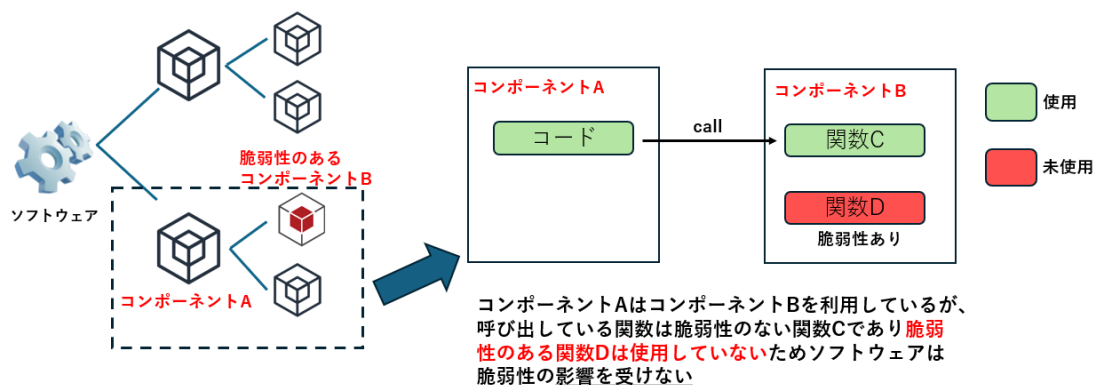 ソフトウェア
脆弱性のある
コンポーネントB
コンポーネントA
コンポーネントA
コード
call
コンポーネントB
関数C
関数D
脆弱性あり
使用
未使用
コンポーネントAはコンポーネントBを利用しているが、
呼び出している関数は脆弱性のない関数Cであり脆弱
性のある関数Dは使用していないためソフトウェアは
脆弱性の影響を受けない